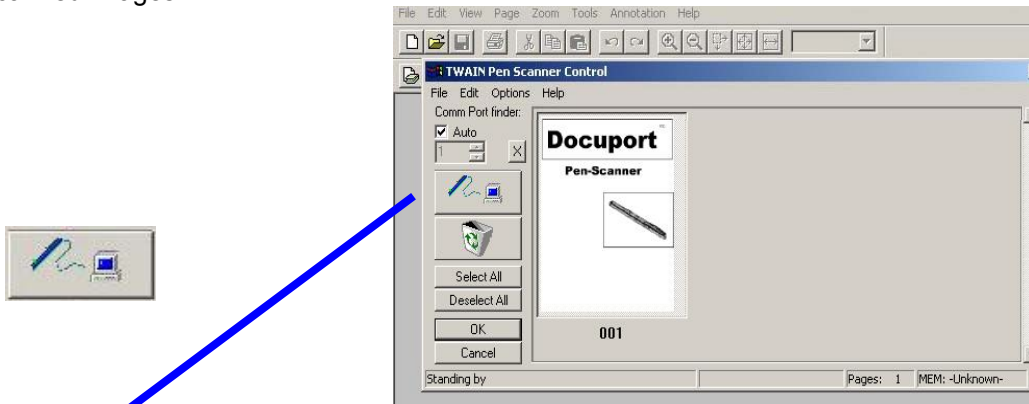 File Edit View Page Zoom Tools Annotation Help
TWAIN Pen Scanner Control
File Edit Options Help
Comm Port finder:
Auto
1
X
Docuport
Pen-Scanner
Select All
Deselect All
OK
Cancel
001
Standing by
Pages: 1 MEM: -Unknown-